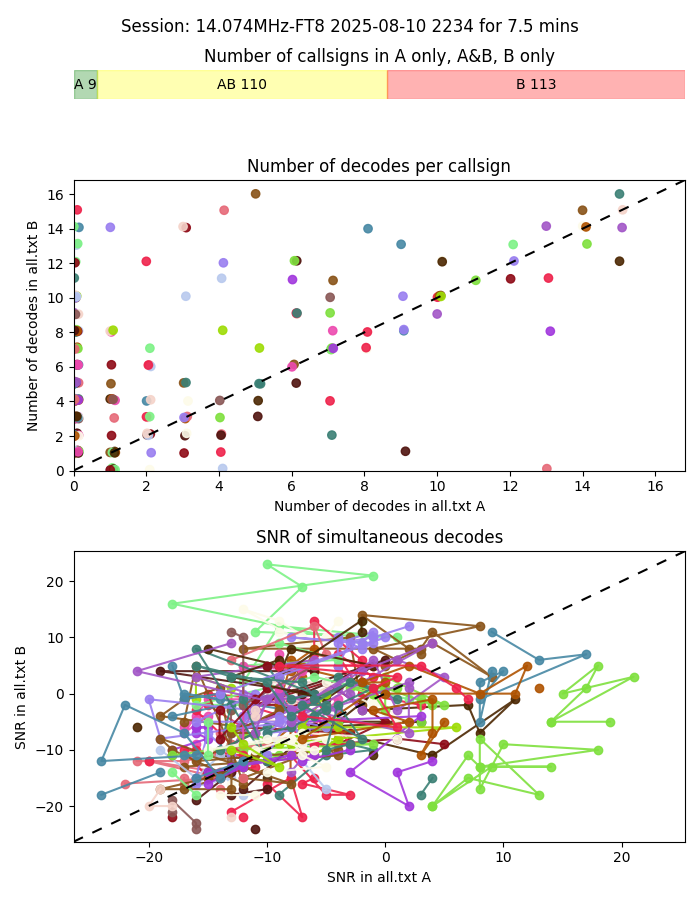 Session: 14.074MHz-FT8 2025-08-10 2234 for 7.5 mins
Number of callsigns in A only, A&B, B only
A 9 AB 110 B 113
Number of decodes per callsign
16
14
12
10
8
6
4
2
0
Number of decodes in all.txt B
0 2 4 6 8 10 12 14 16
Number of decodes in all.txt A
SNR of simultaneous decodes
20
10
0
−10
−20
SNR in all.txt B
−20 −10 0 10 20
SNR in all.txt A